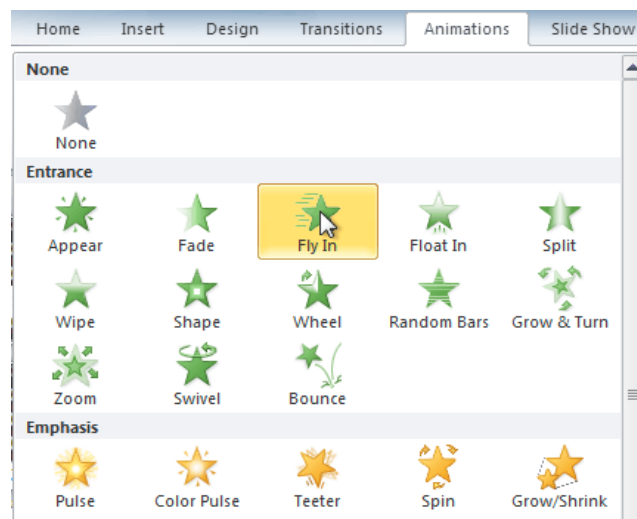 Home Insert Design Transitions Animations Slide Show
None
None
Entrance
Appear Fade Fly In Float In Split
Wipe Shape Wheel Random Bars Grow & Turn
Zoom Swivel Bounce
Emphasis
Pulse Color Pulse Teeter Spin Grow/Shrink